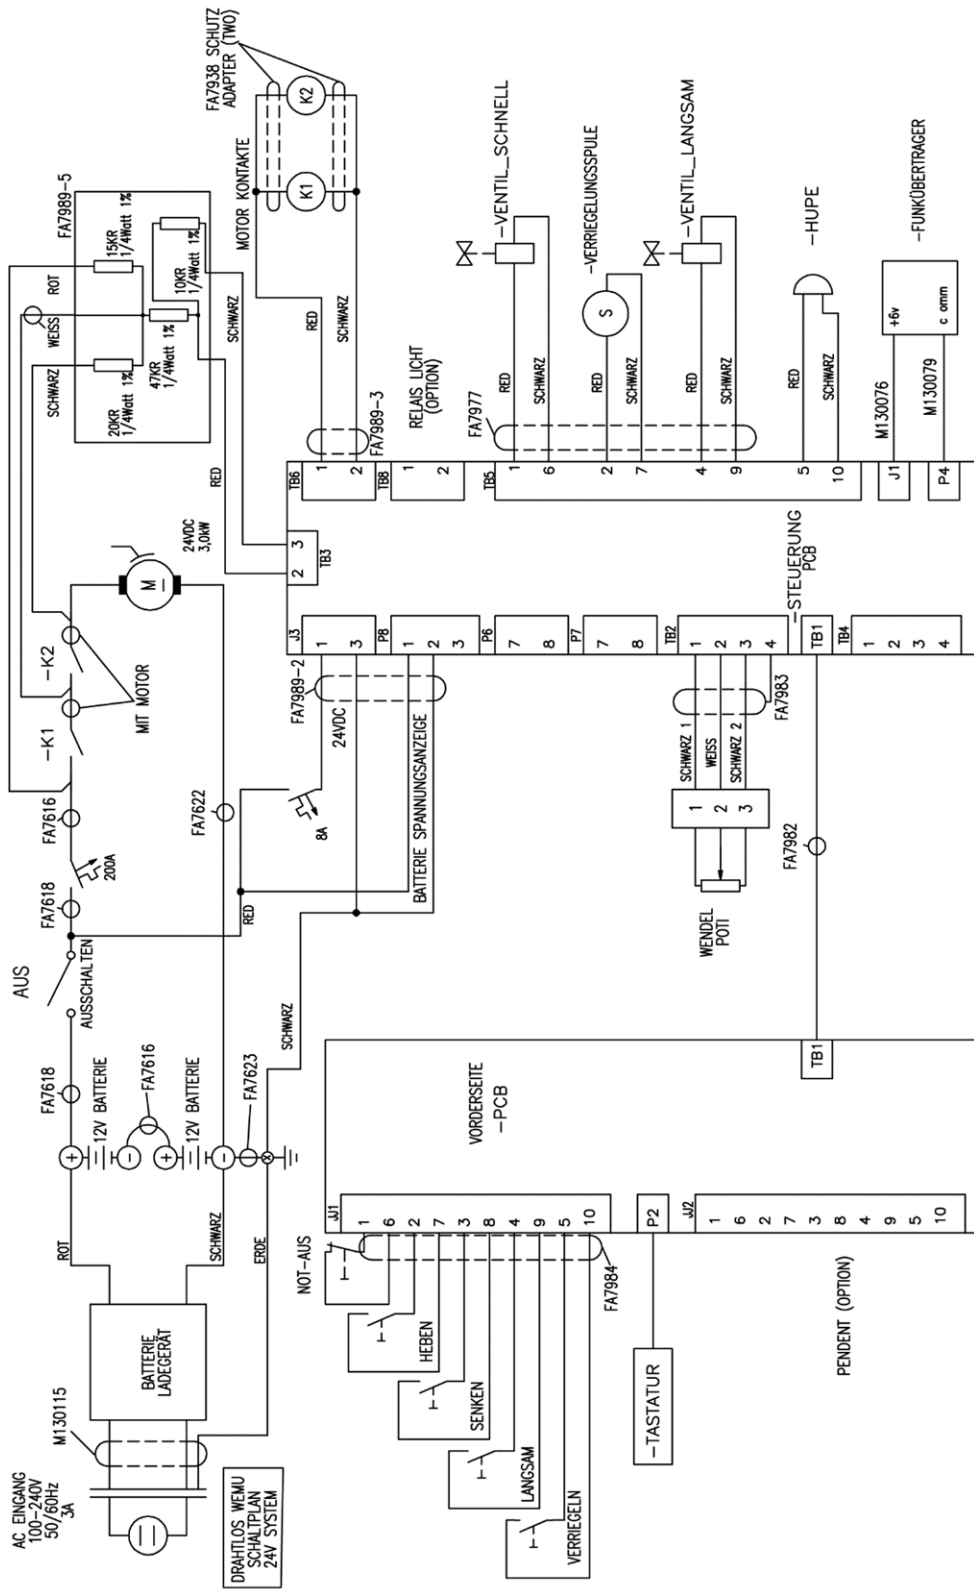 FA7938 SCHUTZ
ADAPTER (TWO)
K2
K1
MOTOR KONTAKTE
FA7989-5
15KR
1/4Watt 1%
10KR
1/4Watt 1%
47KR
1/4Watt 1%
20KR
1/4Watt 1%
ROT
WEISS
SCHWARZ
SCHWARZ
RED
RED
SCHWARZ
FA7989-3
24VDC
3,0kW
M
-K2
-K1
MIT MOTOR
FA7616
200A
FA7618
FA7622
RED
AUS
AUSSCHALTEN
FA7618
12V BATTERIE
FA7616
12V BATTERIE
FA7623
+
-
+
-
ROT
SCHWARZ
ERDE
SCHWARZ
BATTERIE
LADEGERÄT
M130115
AC EINGANG
100-240V
50/60Hz
3A
DRAHTLOS WEMU
SCHALTPLAN
24V SYSTEM
-VENTIL_SCHNELL
-VERRIEGELUNGSSPULE
S
-VENTIL_LANGSAM
-HUPE
-FUNKÜBERTRAGER
+6v
c omm
M130076
M130079
RELAIS LICHT
(OPTION)
FA7977
RED
SCHWARZ
RED
SCHWARZ
RED
SCHWARZ
RED
SCHWARZ
TB6
1
2
TB8
1
2
TB5
1
6
2
7
4
9
5
10
J1
P4
TB3
2
3
-STEUERUNG
PCB
J3
1
3
P8
1
2
3
P6
7
8
P7
7
8
TB2
1
2
3
4
TB1
TB4
1
2
3
4
FA7989-2
24VDC
8A
BATTERIE SPANNUNGSANZEIGE
FA7983
SCHWARZ 1
WEISS
SCHWARZ 2
1
2
3
WENDEL
POTI
FA7982
TB1
VORDERSEITE
-PCB
JJ1
1
6
2
7
3
8
4
9
5
10
P2
JJ2
1
6
2
7
3
8
4
9
5
10
NOT-AUS
HEBEN
SENKEN
LANGSAM
VERRIEGELN
FA7984
-TASTATUR
PENDENT (OPTION)